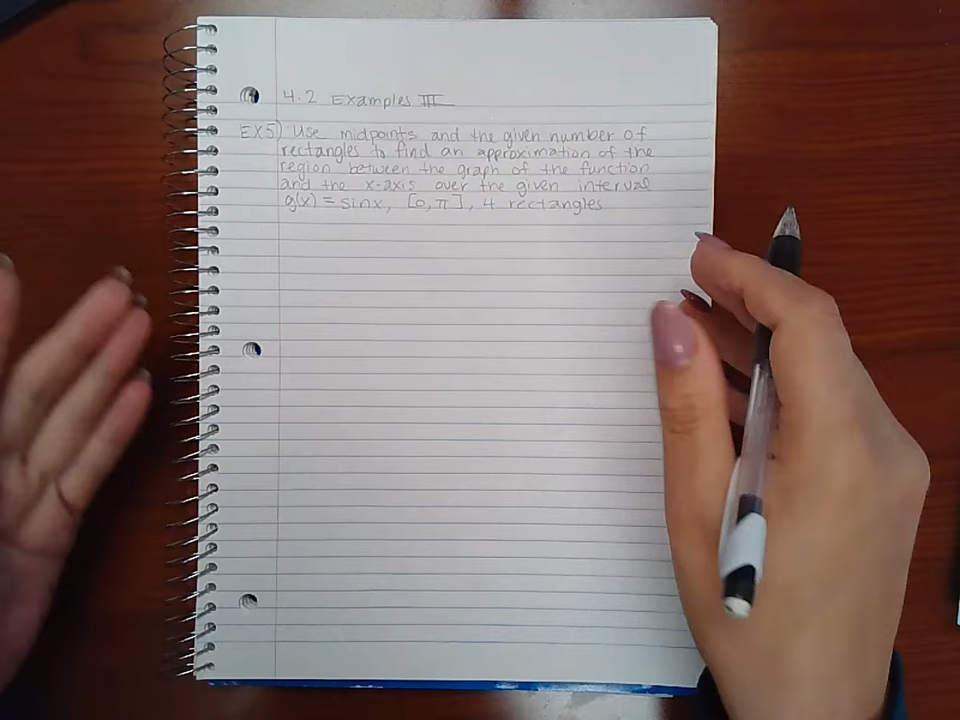 4.2 Examples III
EX5) Use midpoints and the given number of
rectangles to find an approximation of the
region between the graph of the function
and the x-axis over the given interval
g(x) = sinx, [0, π], 4 rectangles